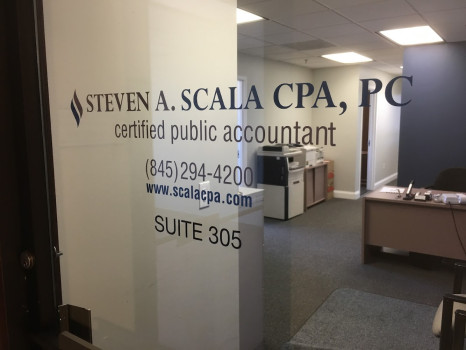 STEVEN A. SCALA CPA, PC
certified public accountant
(845)294-4200
www.scalacpa.com
SUITE 305